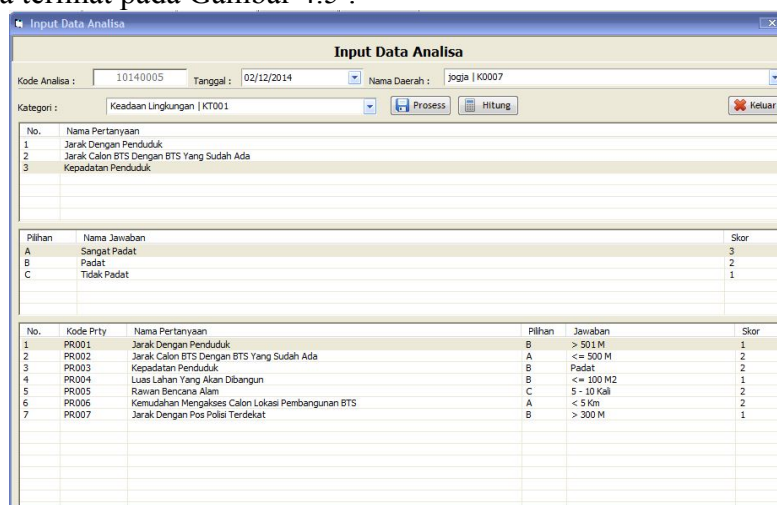 a terlihat pada Gambar 4.5 :
Input Data Analisa
Input Data Analisa
Kode Analisa : 10140005 Tanggal : 02/12/2014 Nama Daerah : jogja | K0007
Kategori : Keadaan Lingkungan | KT001 Prosess Hitung Keluar
No. Nama Pertanyaan
1 Jarak Dengan Penduduk
2 Jarak Calon BTS Dengan BTS Yang Sudah Ada
3 Kepadatan Penduduk
Pilihan Nama Jawaban Skor
A Sangat Padat 3
B Padat 2
C Tidak Padat 1
No. Kode Prty Nama Pertanyaan Pilihan Jawaban Skor
1 PR001 Jarak Dengan Penduduk B > 501 M 1
2 PR002 Jarak Calon BTS Dengan BTS Yang Sudah Ada A <= 500 M 2
3 PR003 Kepadatan Penduduk B Padat 2
4 PR004 Luas Lahan Yang Akan Dibangun B <= 100 M2 1
5 PR005 Rawan Bencana Alam C 5 - 10 Kali 2
6 PR006 Kemudahan Mengakses Calon Lokasi Pembangunan BTS A < 5 Km 2
7 PR007 Jarak Dengan Pos Polisi Terdekat B > 300 M 1